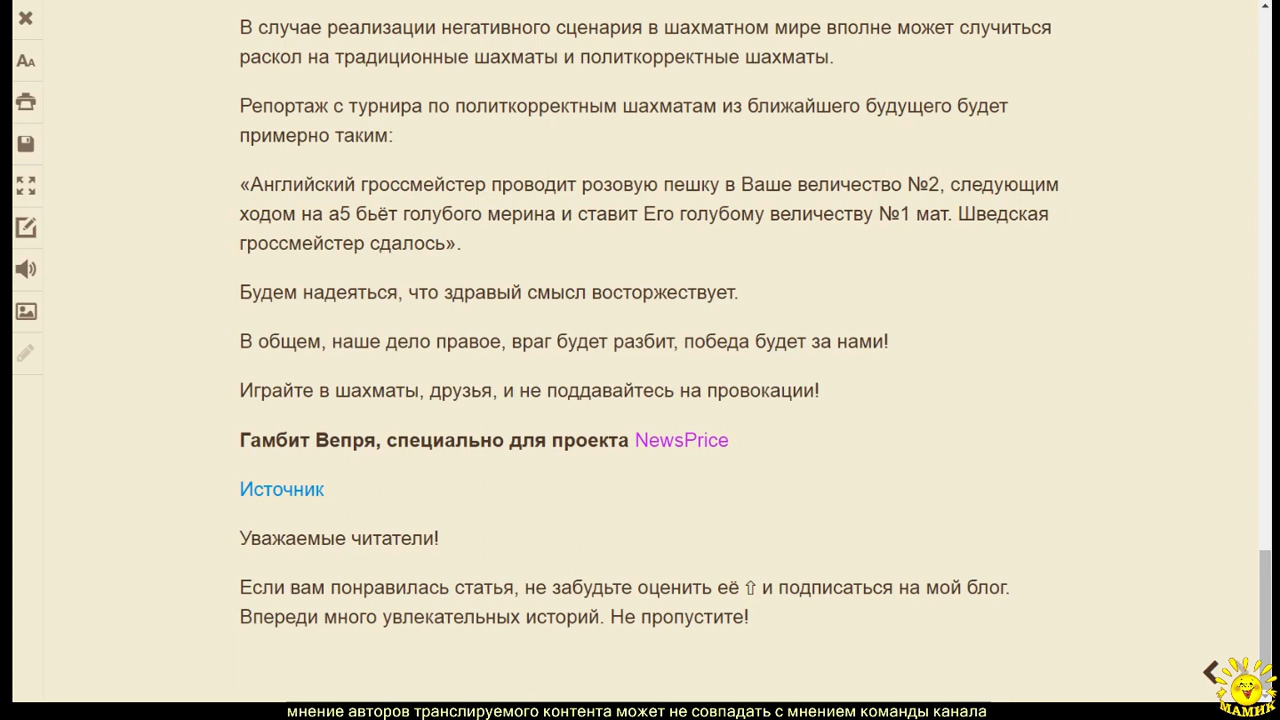 В случае реализации негативного сценария в шахматном мире вполне может случиться
раскол на традиционные шахматы и политкорректные шахматы.
Репортаж с турнира по политкорректным шахматам из ближайшего будущего будет
примерно таким:
«Английский гроссмейстер проводит розовую пешку в Ваше величество №2, следующим
ходом на a5 бьёт голубого мерина и ставит Его голубому величеству №1 мат. Шведская
гроссмейстер сдалось».
Будем надеяться, что здравый смысл восторжествует.
В общем, наше дело правое, враг будет разбит, победа будет за нами!
Играйте в шахматы, друзья, и не поддавайтесь на провокации!
Гамбит Вепря, специально для проекта NewsPrice
Источник
Уважаемые читатели!
Если вам понравилась статья, не забудьте оценить её ⇧ и подписаться на мой блог.
Впереди много увлекательных историй. Не пропустите!
МАМИК
мнение авторов транслируемого контента может не совпадать с мнением команды канала